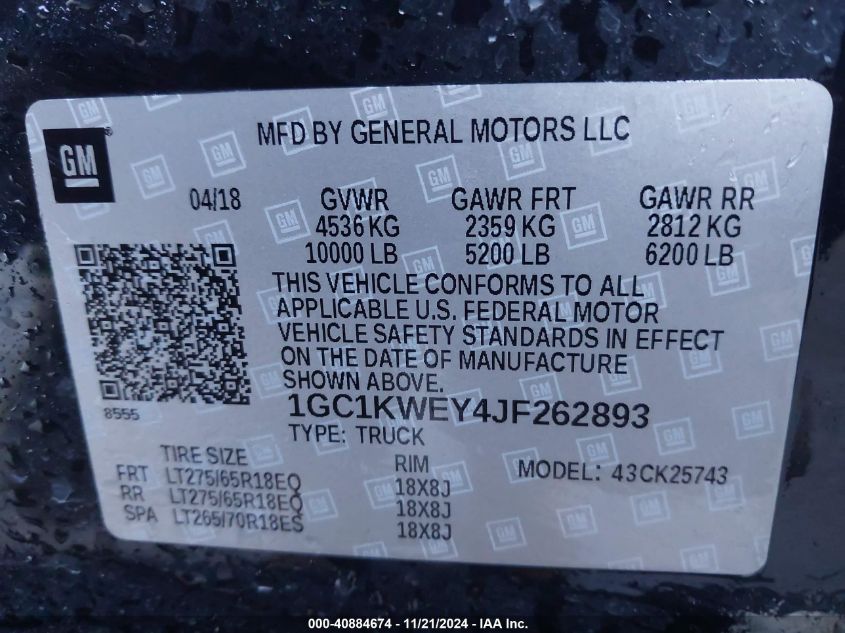 GM
MFD BY GENERAL MOTORS LLC
04/18 GVWR GAWR FRT GAWR RR
4536 KG 2359 KG 2812 KG
10000 LB 5200 LB 6200 LB
THIS VEHICLE CONFORMS TO ALL
APPLICABLE U.S. FEDERAL MOTOR
VEHICLE SAFETY STANDARDS IN EFFECT
ON THE DATE OF MANUFACTURE
SHOWN ABOVE.
8555
1GC1KWEY4JF262893
TYPE: TRUCK
TIRE SIZE RIM MODEL: 43CK25743
FRT LT275/65R18EQ 18X8J
RR LT275/65R18EQ 18X8J
SPA LT265/70R18ES 18X8J
000-40884674 - 11/21/2024 - IAA Inc.